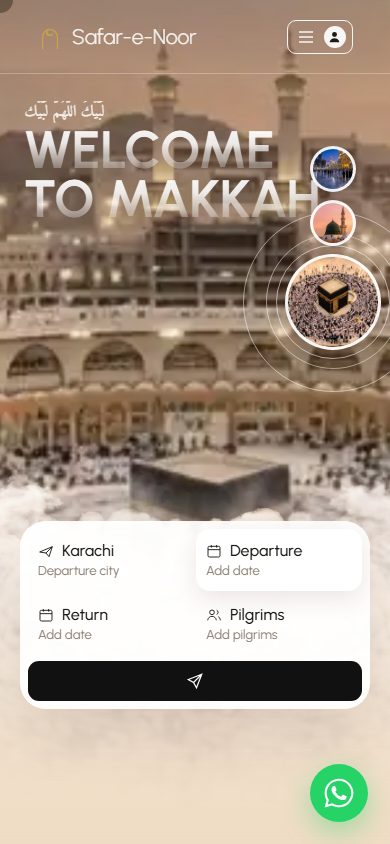 Safar-e-Noor
لَبَّيْكَ اللّهُمَّ لَبَّيْكَ
WELCOME
TO MAKKAH
Karachi
Departure city
Departure
Add date
Return
Add date
Pilgrims
Add pilgrims